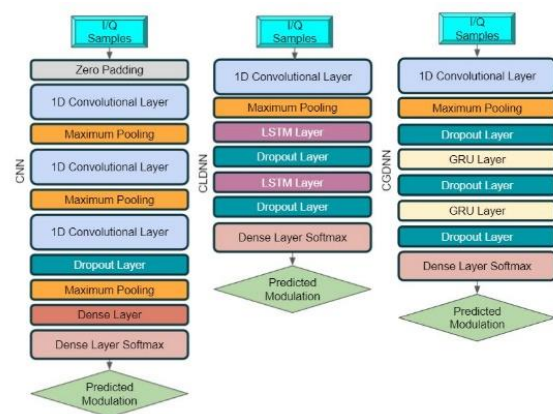 I/Q
Samples
Zero Padding
1D Convolutional Layer
Maximum Pooling
1D Convolutional Layer
Maximum Pooling
1D Convolutional Layer
Dropout Layer
Maximum Pooling
Dense Layer
Dense Layer Softmax
Predicted
Modulation
CNN
I/Q
Samples
1D Convolutional Layer
Maximum Pooling
LSTM Layer
Dropout Layer
LSTM Layer
Dropout Layer
Dense Layer Softmax
Predicted
Modulation
CLDNN
I/Q
Samples
1D Convolutional Layer
Maximum Pooling
Dropout Layer
GRU Layer
Dropout Layer
GRU Layer
Dropout Layer
Dense Layer Softmax
Predicted
Modulation
CGDNN